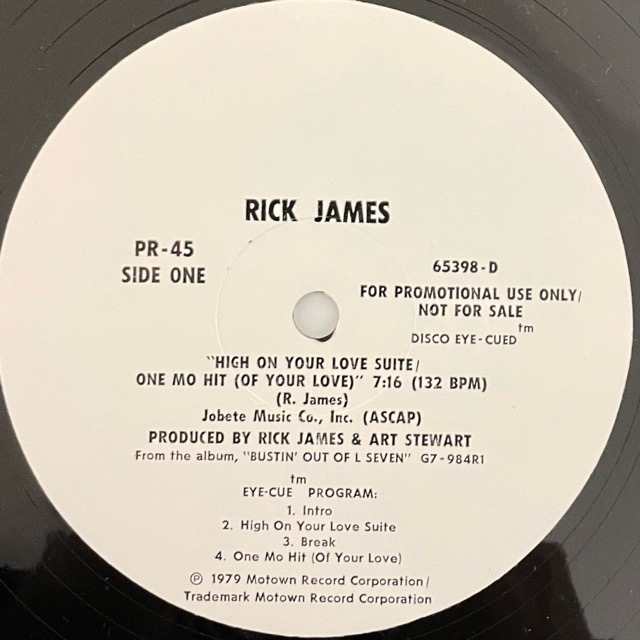 RICK JAMES
PR-45
SIDE ONE
65398-D
FOR PROMOTIONAL USE ONLY/
NOT FOR SALE
DISCO EYE-CUED tm
"HIGH ON YOUR LOVE SUITE/
ONE MO HIT (OF YOUR LOVE)" 7:16 (132 BPM)
(R. James)
Jobete Music Co., Inc. (ASCAP)
PRODUCED BY RICK JAMES & ART STEWART
From the album, "BUSTIN' OUT OF L SEVEN" G7-984R1
EYE-CUE tm PROGRAM:
1. Intro
2. High On Your Love Suite
3. Break
4. One Mo Hit (Of Your Love)
℗ 1979 Motown Record Corporation/
Trademark Motown Record Corporation